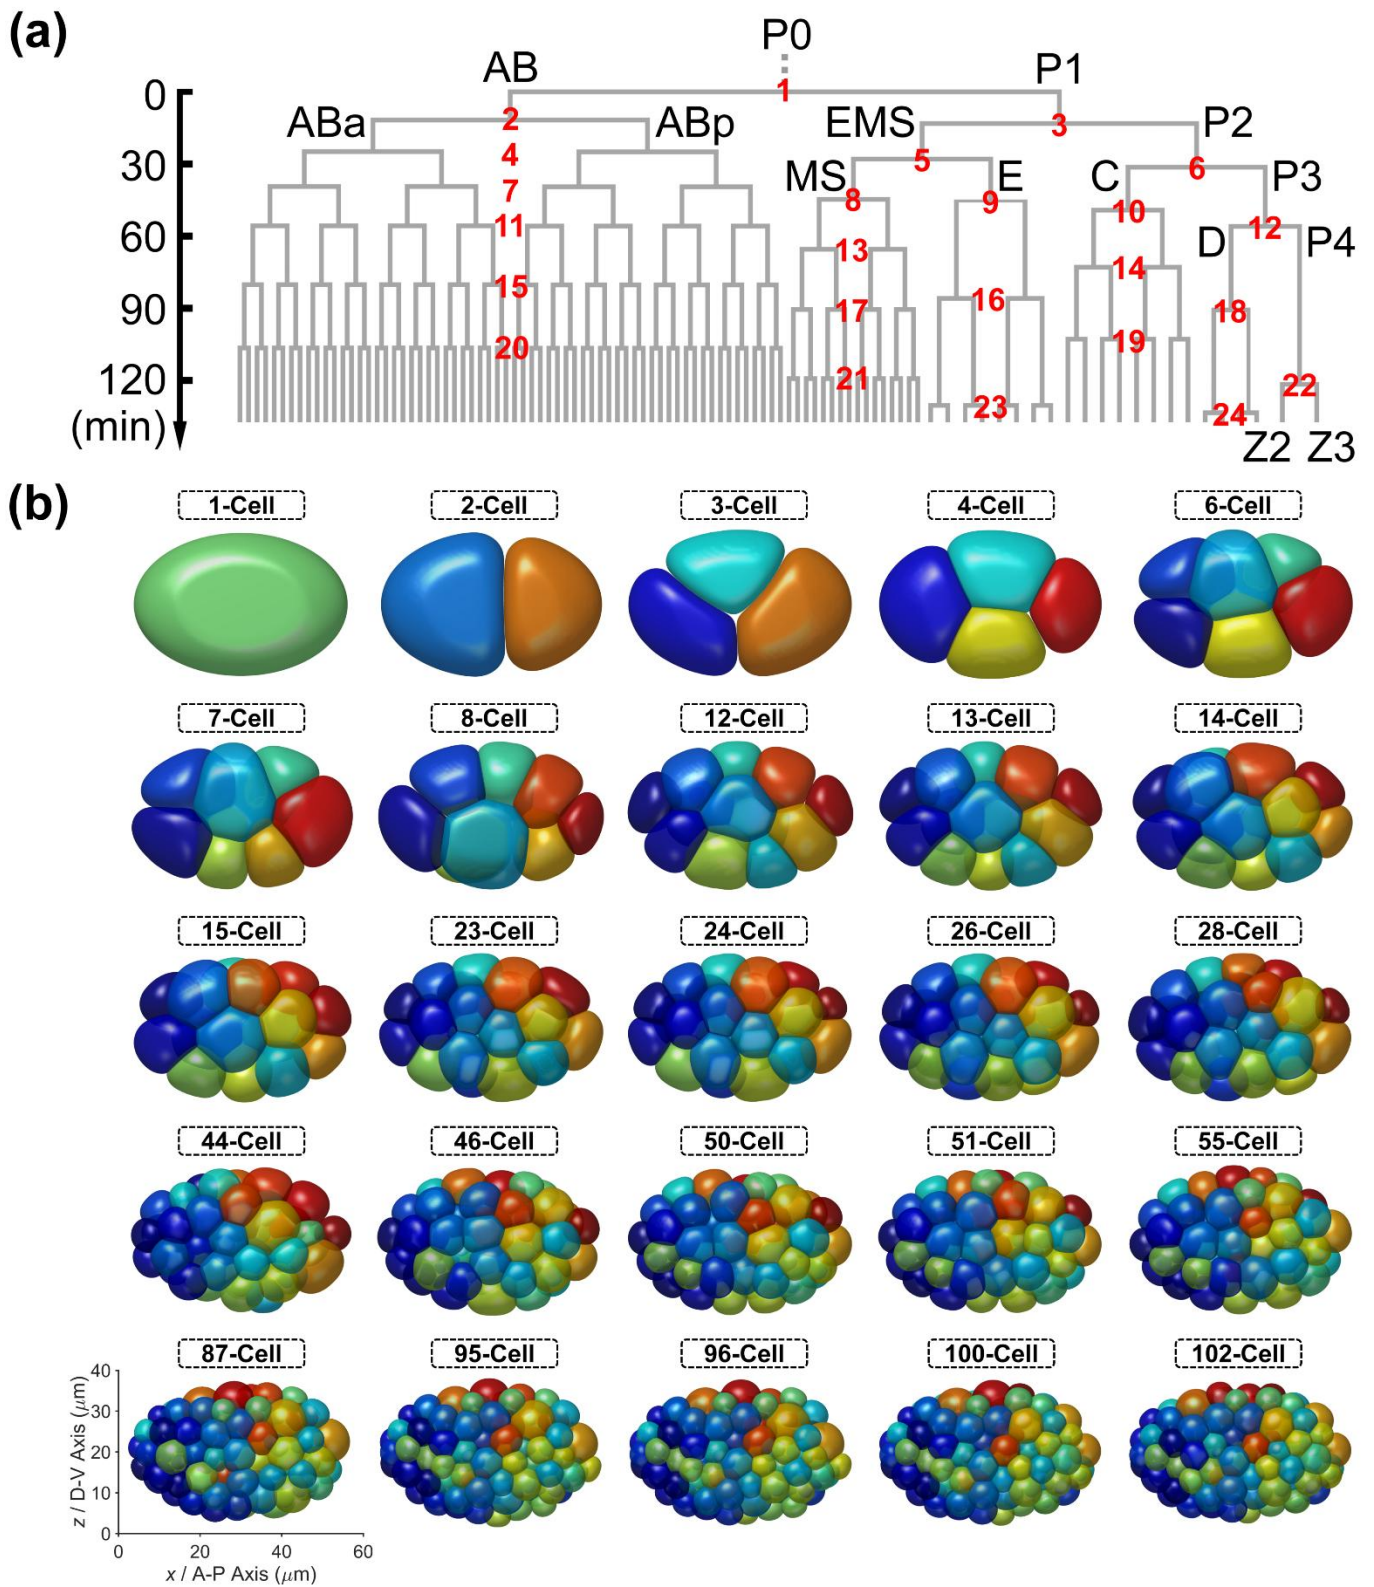 (a)
P0
AB
P1
0
1
ABa
2
ABp
EMS
3
P2
30
4
5
6
MS
E
C
P3
7
8
9
10
60
11
13
D
12
P4
14
15
16
90
17
18
20
19
120
21
22
(min)
23
24
Z2
Z3
(b)
1-Cell
2-Cell
3-Cell
4-Cell
6-Cell
7-Cell
8-Cell
12-Cell
13-Cell
14-Cell
15-Cell
23-Cell
24-Cell
26-Cell
28-Cell
44-Cell
46-Cell
50-Cell
51-Cell
55-Cell
87-Cell
95-Cell
96-Cell
100-Cell
102-Cell
40
30
20
10
0
z / D-V Axis (μm)
0
20
40
60
x / A-P Axis (μm)